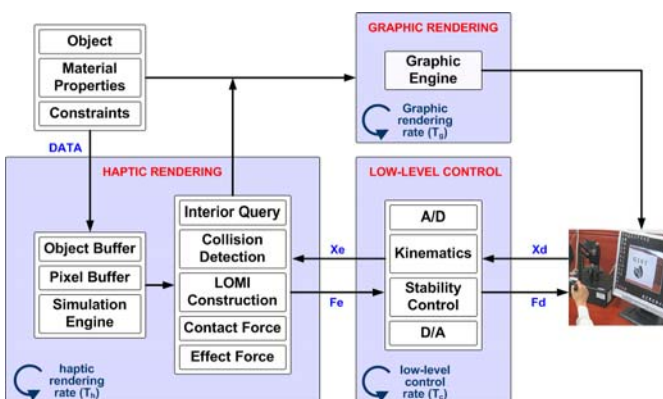 Object
Material
Properties
Constraints
DATA
GRAPHIC RENDERING
Graphic
Engine
Graphic
rendering
rate (Tg)
HAPTIC RENDERING
Object Buffer
Pixel Buffer
Simulation
Engine
Interior Query
Collision
Detection
LOMI
Construction
Contact Force
Effect Force
haptic
rendering
rate (Th)
Xe
Fe
LOW-LEVEL CONTROL
A/D
Kinematics
Stability
Control
D/A
low-level
control
rate (Tc)
Xd
Fd